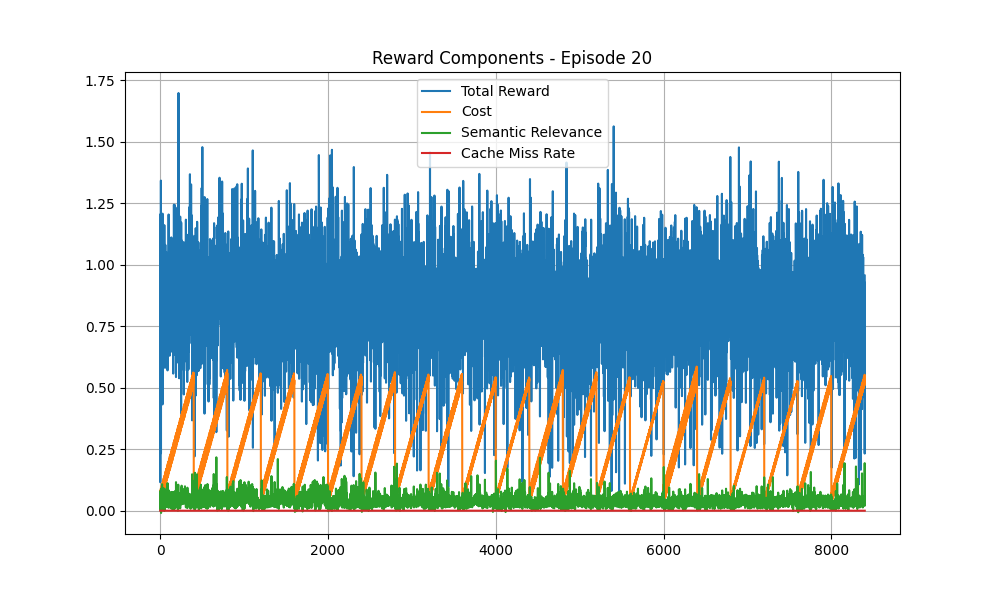 Reward Components - Episode 20
Total Reward
Cost
Semantic Relevance
Cache Miss Rate
1.75
1.50
1.25
1.00
0.75
0.50
0.25
0.00
0 2000 4000 6000 8000